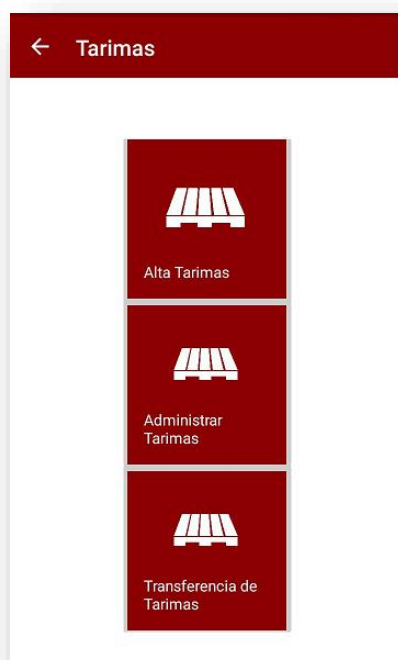 Tarimas
Alta Tarimas
Administrar
Tarimas
Transferencia de
Tarimas